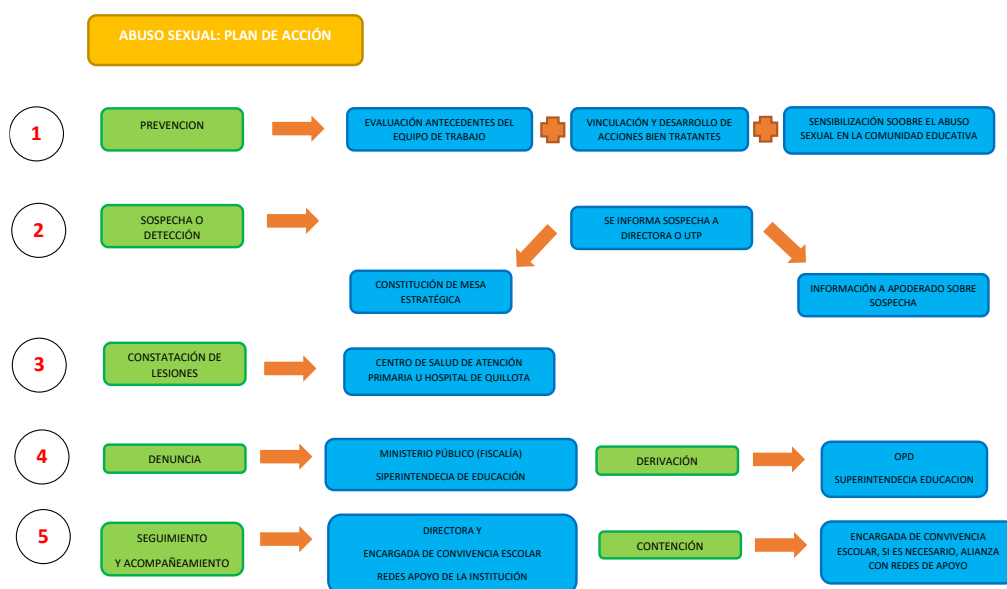 ABUSO SEXUAL: PLAN DE ACCIÓN
1
PREVENCION
EVALUACIÓN ANTECEDENTES DEL
EQUIPO DE TRABAJO
VINCULACIÓN Y DESARROLLO DE
ACCIONES BIEN TRATANTES
SENSIBILIZACIÓN SOOBRE EL ABUSO
SEXUAL EN LA COMUNIDAD EDUCATIVA
2
SOSPECHA O
DETECCIÓN
SE INFORMA SOSPECHA A
DIRECTORA O UTP
CONSTITUCIÓN DE MESA
ESTRATÉGICA
INFORMACIÓN A APODERADO SOBRE
SOSPECHA
3
CONSTATACIÓN DE
LESIONES
CENTRO DE SALUD DE ATENCIÓN
PRIMARIA U HOSPITAL DE QUILLOTA
4
DENUNCIA
MINISTERIO PÚBLICO (FISCALÍA)
SIPERINTENDECIA DE EDUCACIÓN
DERIVACIÓN
OPD
SUPERINTENDECIA EDUCACION
5
SEGUIMIENTO
Y ACOMPAÑEAMIENTO
DIRECTORA Y
ENCARGADA DE CONVIVENCIA ESCOLAR
REDES APOYO DE LA INSTITUCIÓN
CONTENCIÓN
ENCARGADA DE CONVIVENCIA
ESCOLAR, SI ES NECESARIO, ALIANZA
CON REDES DE APOYO